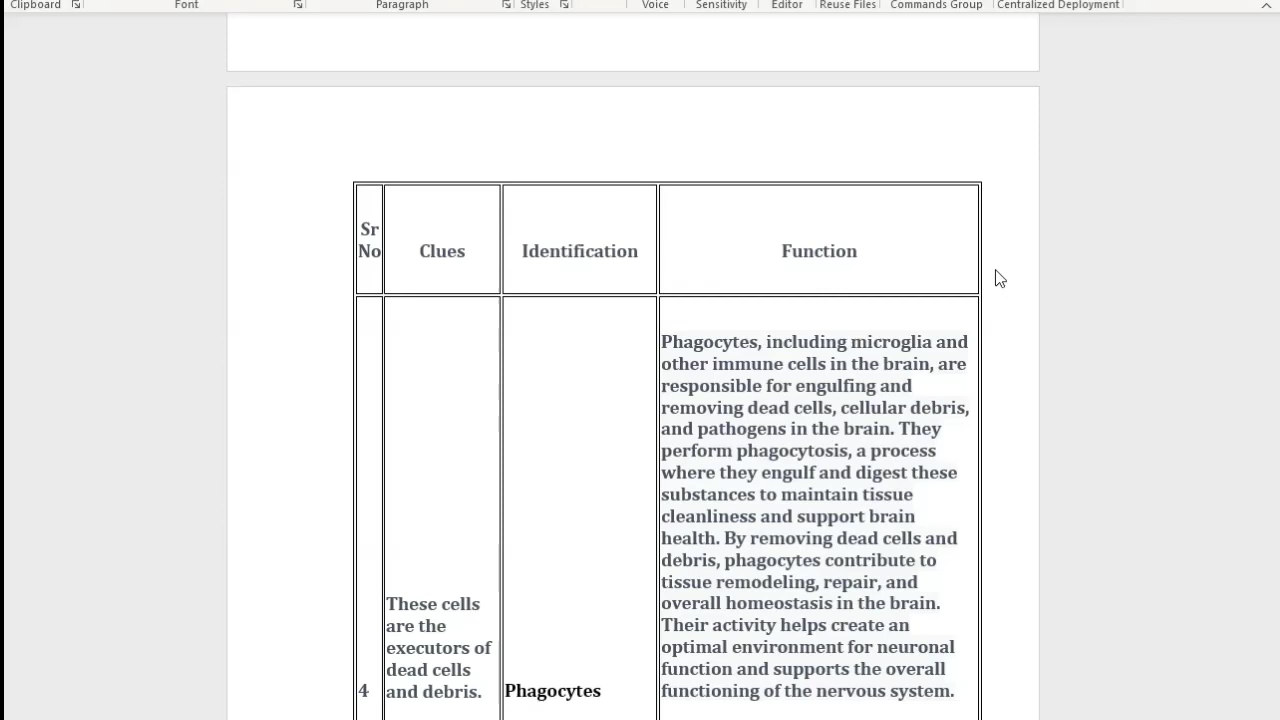 Clipboard Font Paragraph Styles Voice Sensitivity Editor Reuse Files Commands Group Centralized Deployment
Sr
No
Clues
Identification
Function
4
These cells
are the
executors of
dead cells
and debris.
Phagocytes
Phagocytes, including microglia and
other immune cells in the brain, are
responsible for engulfing and
removing dead cells, cellular debris,
and pathogens in the brain. They
perform phagocytosis, a process
where they engulf and digest these
substances to maintain tissue
cleanliness and support brain
health. By removing dead cells and
debris, phagocytes contribute to
tissue remodeling, repair, and
overall homeostasis in the brain.
Their activity helps create an
optimal environment for neuronal
function and supports the overall
functioning of the nervous system.